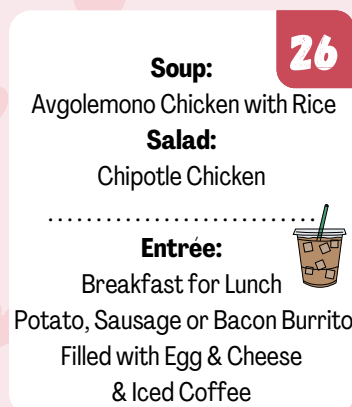 26
Soup:
Avgolemono Chicken with Rice
Salad:
Chipotle Chicken
............................
Entrée:
Breakfast for Lunch
Potato, Sausage or Bacon Burrito
Filled with Egg & Cheese
& Iced Coffee